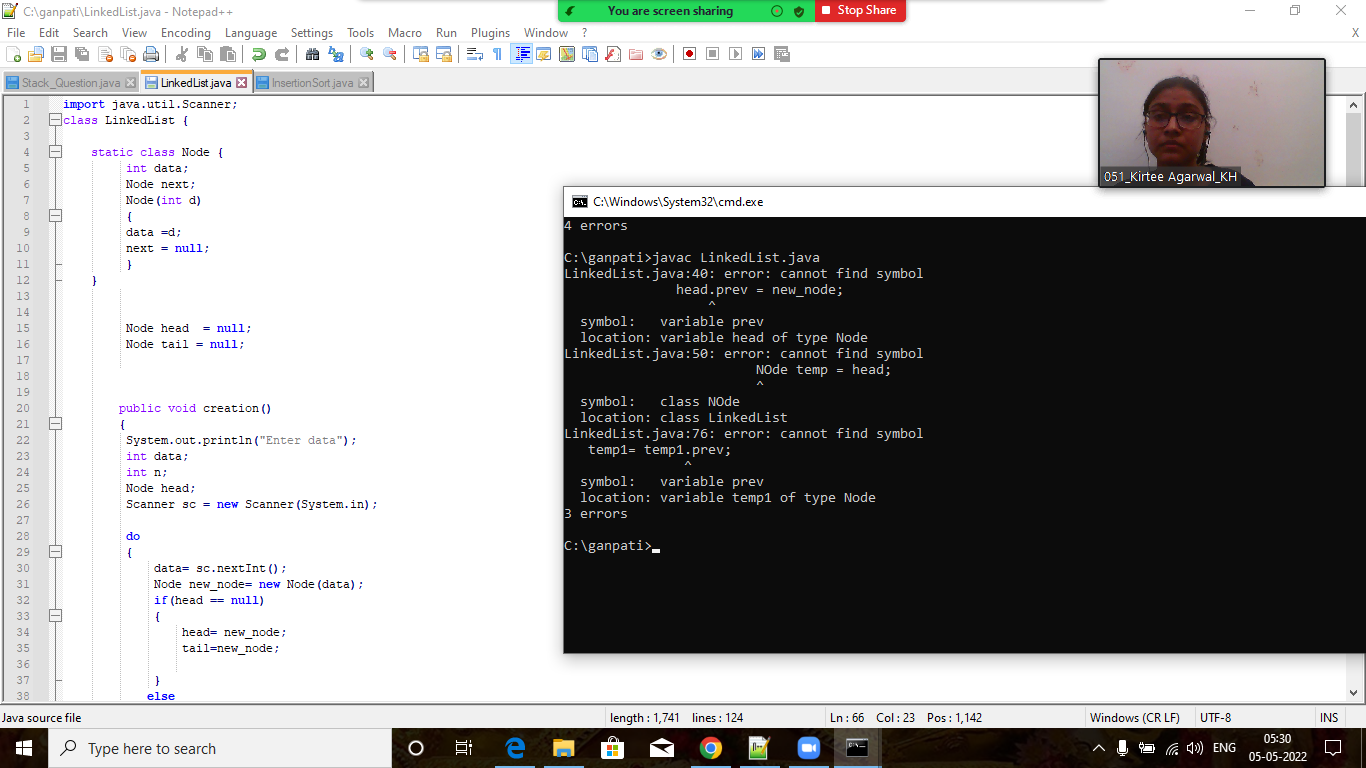 C:\ganpati\LinkedList.java - Notepad++
You are screen sharing
Stop Share
File Edit Search View Encoding Language Settings Tools Macro Run Plugins Window ? X
Stack_Question.java LinkedList.java InsertionSort.java
1 import java.util.Scanner;
2 class LinkedList {
3
4 static class Node {
5 int data;
6 Node next;
7 Node(int d)
8 {
9 data =d;
10 next = null;
11 }
12 }
13
14
15 Node head  = null;
16 Node tail = null;
17
18
19
20 public void creation()
21 {
22 System.out.println("Enter data");
23 int data;
24 int n;
25 Node head;
26 Scanner sc = new Scanner(System.in);
27
28 do
29 {
30 data= sc.nextInt();
31 Node new_node= new Node(data);
32 if(head == null)
33 {
34 head= new_node;
35 tail=new_node;
36
37 }
38 else
051_Kirtee Agarwal_KH
C:\Windows\System32\cmd.exe
4 errors
C:\ganpati>javac LinkedList.java
LinkedList.java:40: error: cannot find symbol
head.prev = new_node;
^
symbol:   variable prev
location: variable head of type Node
LinkedList.java:50: error: cannot find symbol
NOde temp = head;
^
symbol:   class NOde
location: class LinkedList
LinkedList.java:76: error: cannot find symbol
temp1= temp1.prev;
^
symbol:   variable prev
location: variable temp1 of type Node
3 errors
C:\ganpati>
Java source file length : 1,741 lines : 124 Ln : 66 Col : 23 Pos : 1,142 Windows (CR LF) UTF-8 INS
Type here to search
ENG
05:30
05-05-2022